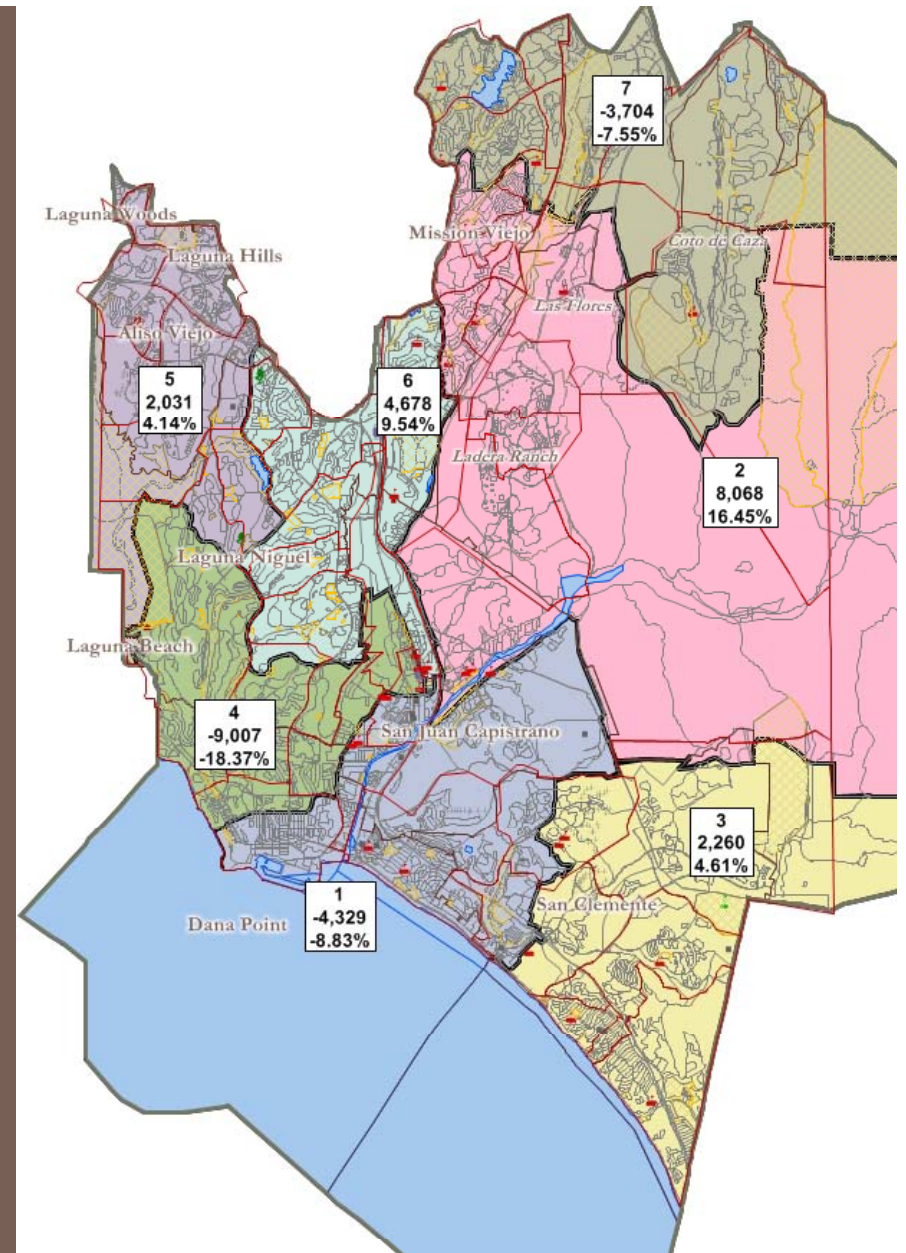 7
-3,704
-7.55%
Laguna Woods
Mission Viejo
Coto de Caza
Laguna Hills
Las Flores
Aliso Viejo
5
2,031
4.14%
6
4,678
9.54%
Ladera Ranch
2
8,068
16.45%
Laguna Niguel
Laguna Beach
4
-9,007
-18.37%
San Juan Capistrano
3
2,260
4.61%
1
-4,329
-8.83%
San Clemente
Dana Point